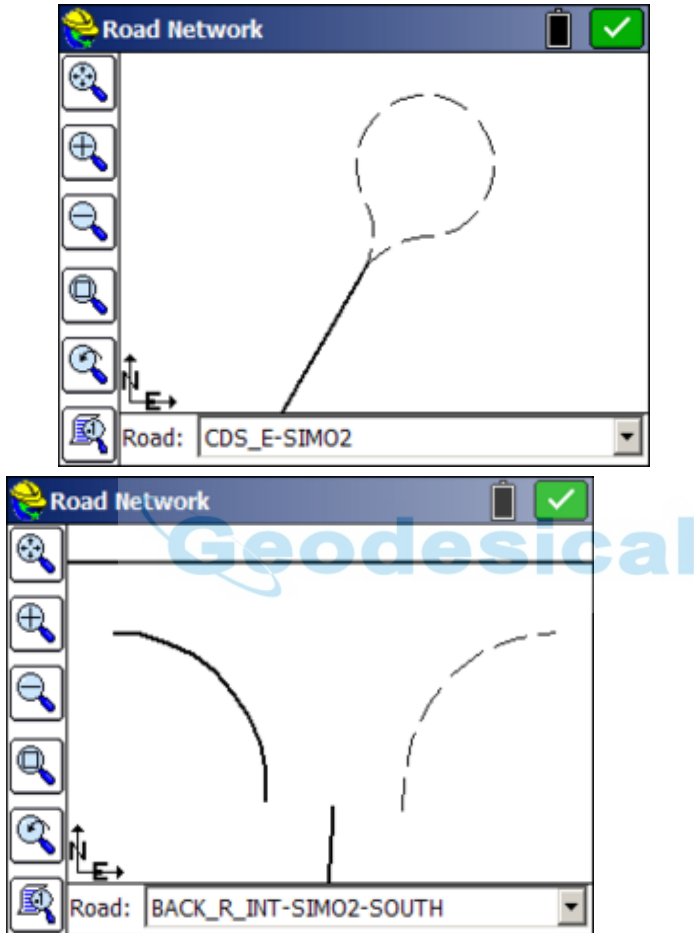 Road Network
N
E
Road: CDS_E-SIMO2
Road Network
Geodesical
N
E
Road: BACK_R_INT-SIMO2-SOUTH